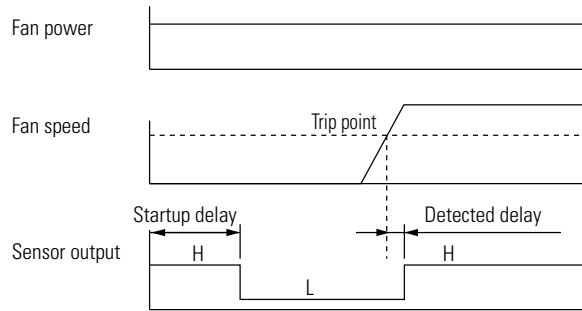 Fan power
Fan speed
Trip point
Startup delay
Detected delay
Sensor output
H
H
L